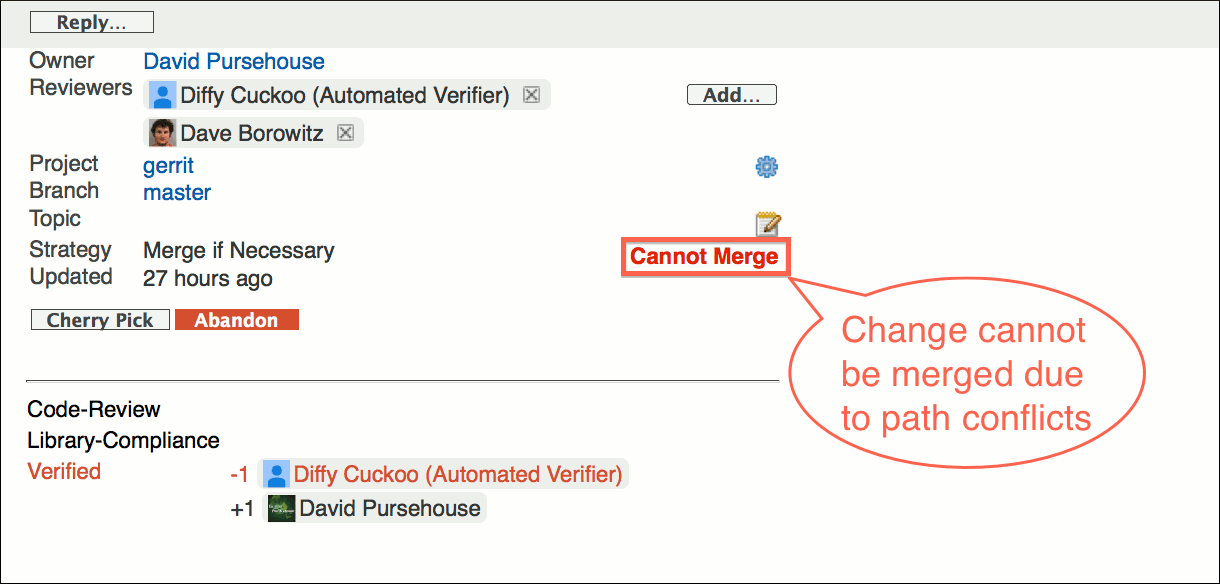 Reply...
Owner David Pursehouse
Reviewers Diffy Cuckoo (Automated Verifier) Add...
Dave Borowitz
Project gerrit
Branch master
Topic
Strategy Merge if Necessary
Cannot Merge
Updated 27 hours ago
Cherry Pick Abandon
Change cannot
be merged due
to path conflicts
Code-Review
Library-Compliance
Verified -1 Diffy Cuckoo (Automated Verifier)
+1 David Pursehouse